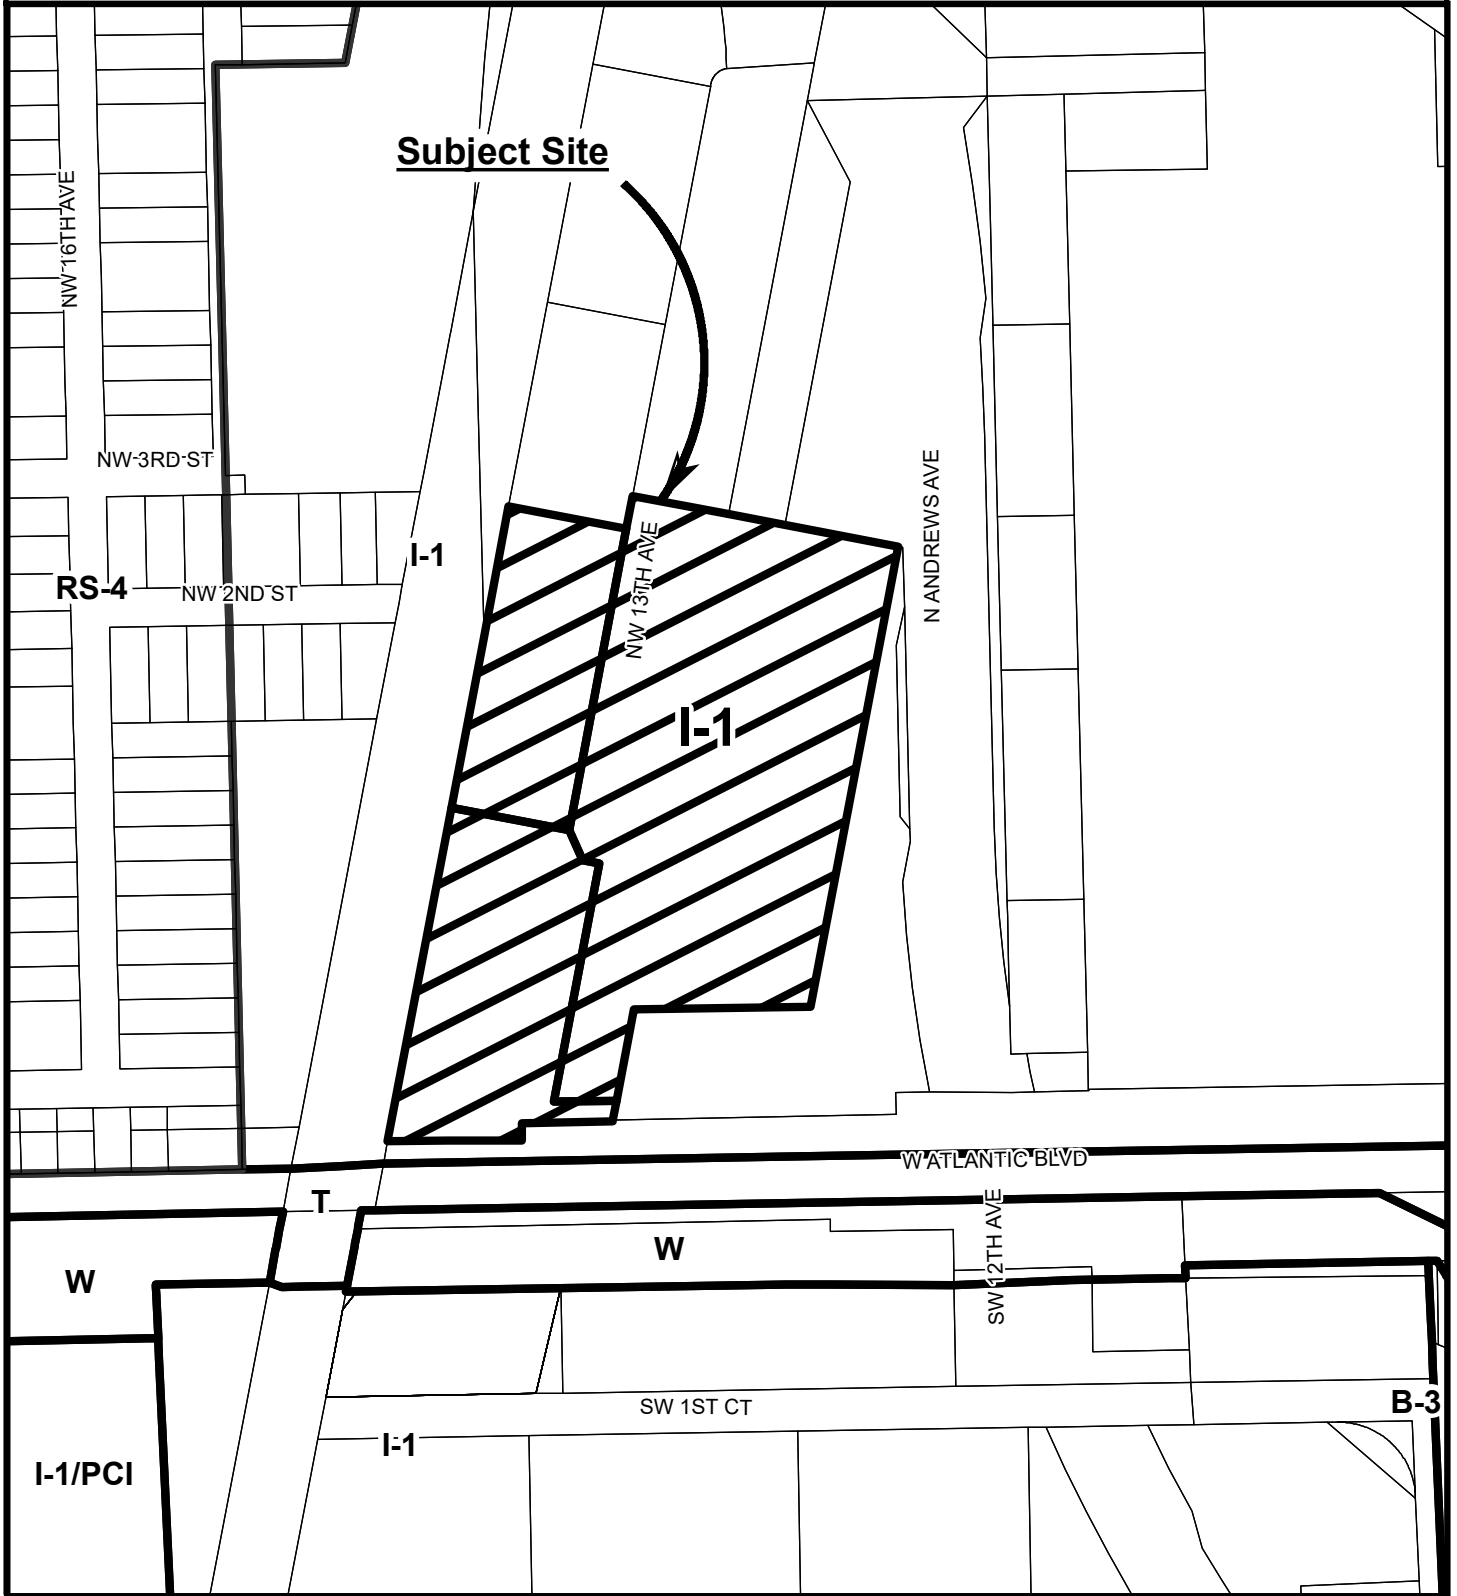 Subject Site
NW 16TH AVE
NW 3RD ST
N ANDREWS AVE
NW 13TH AVE
I-1
RS-4
NW 2ND ST
I-1
W ATLANTIC BLVD
T
SW 12TH AVE
W
W
B-3
SW 1ST CT
I-1
I-1/PCI